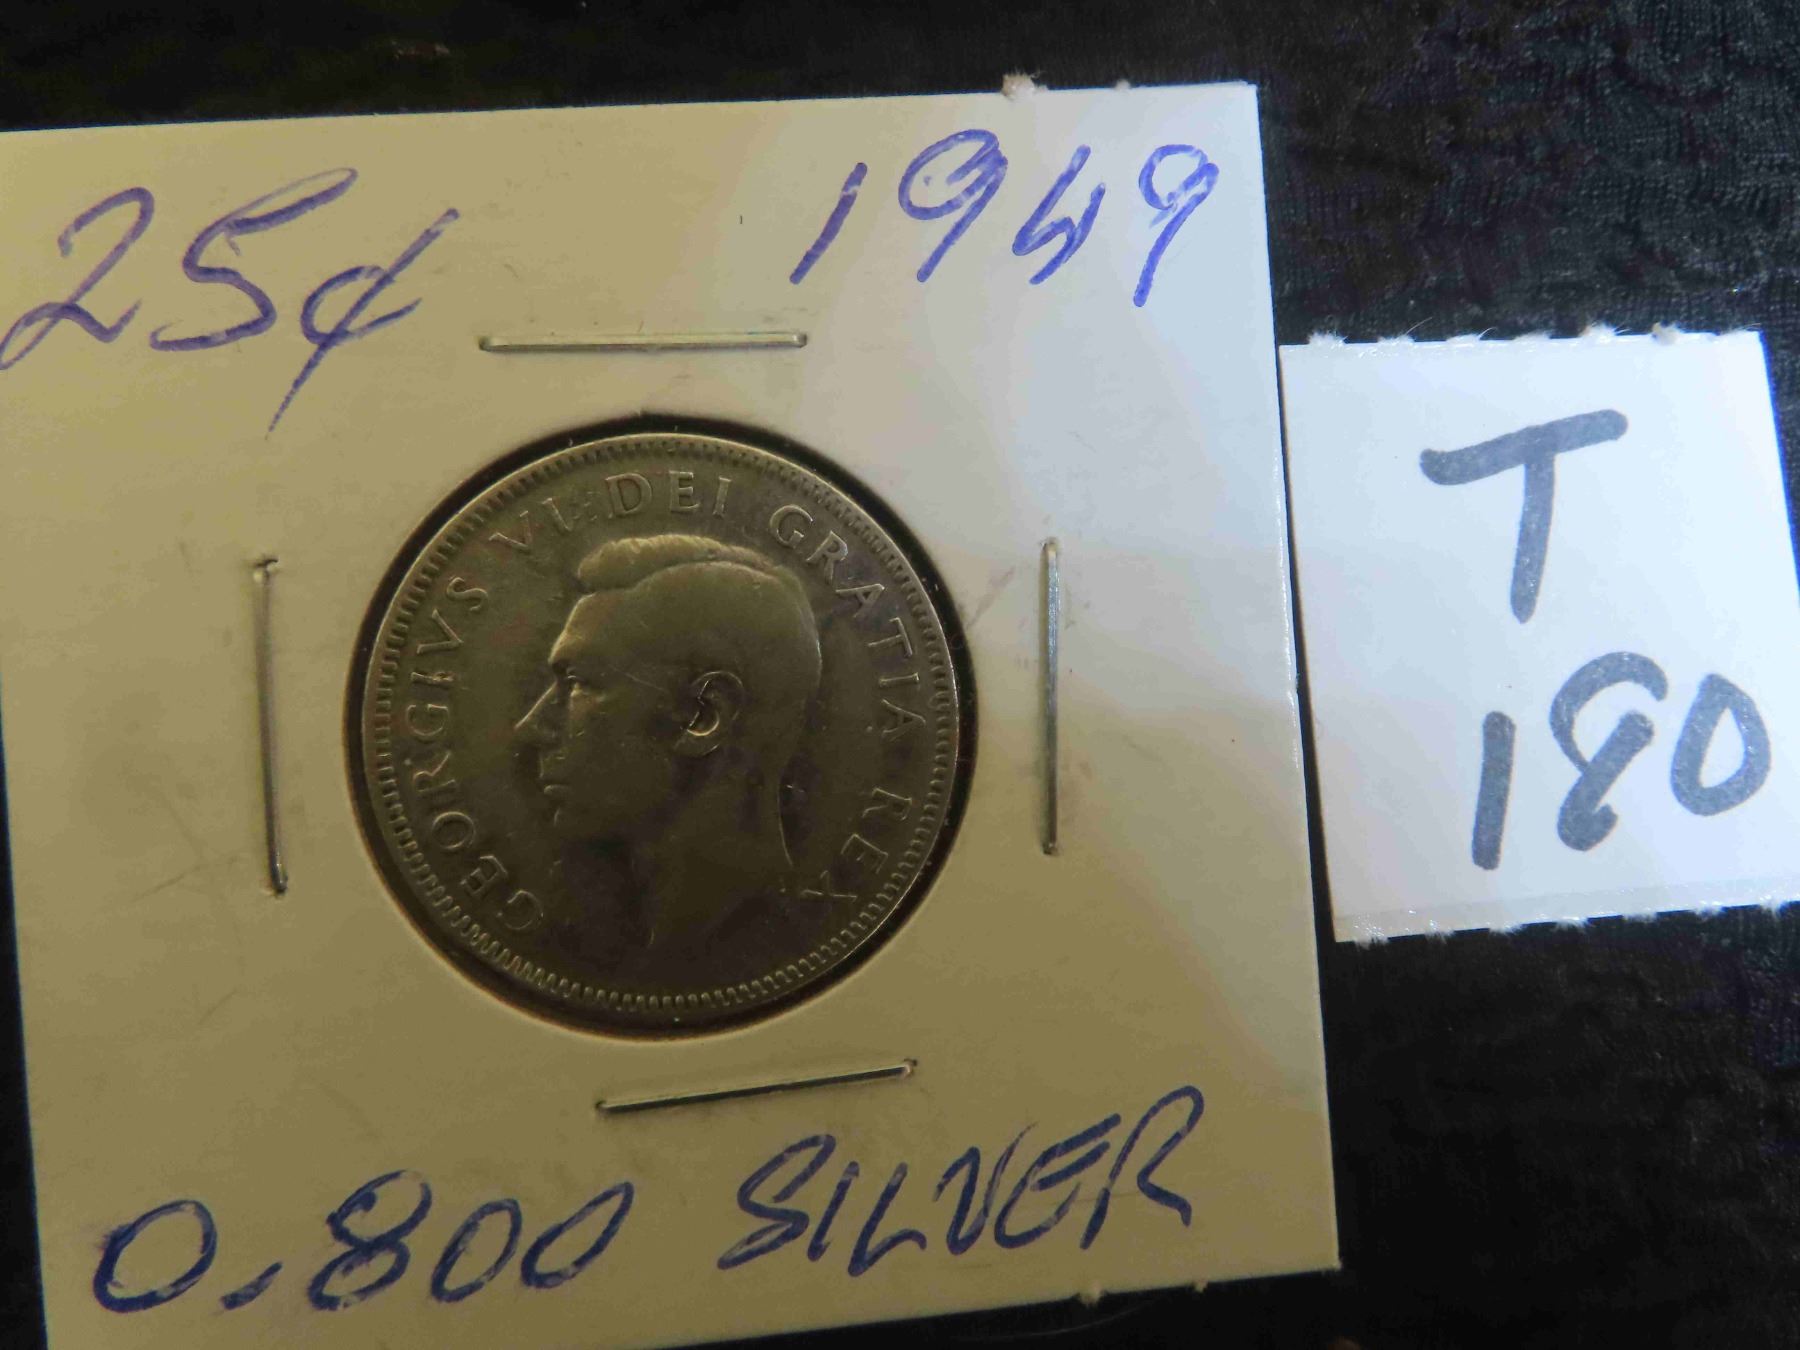 25¢ 1949
GEORGIVS VI:DEI GRATIA REX
0.800 SILVER
T
180